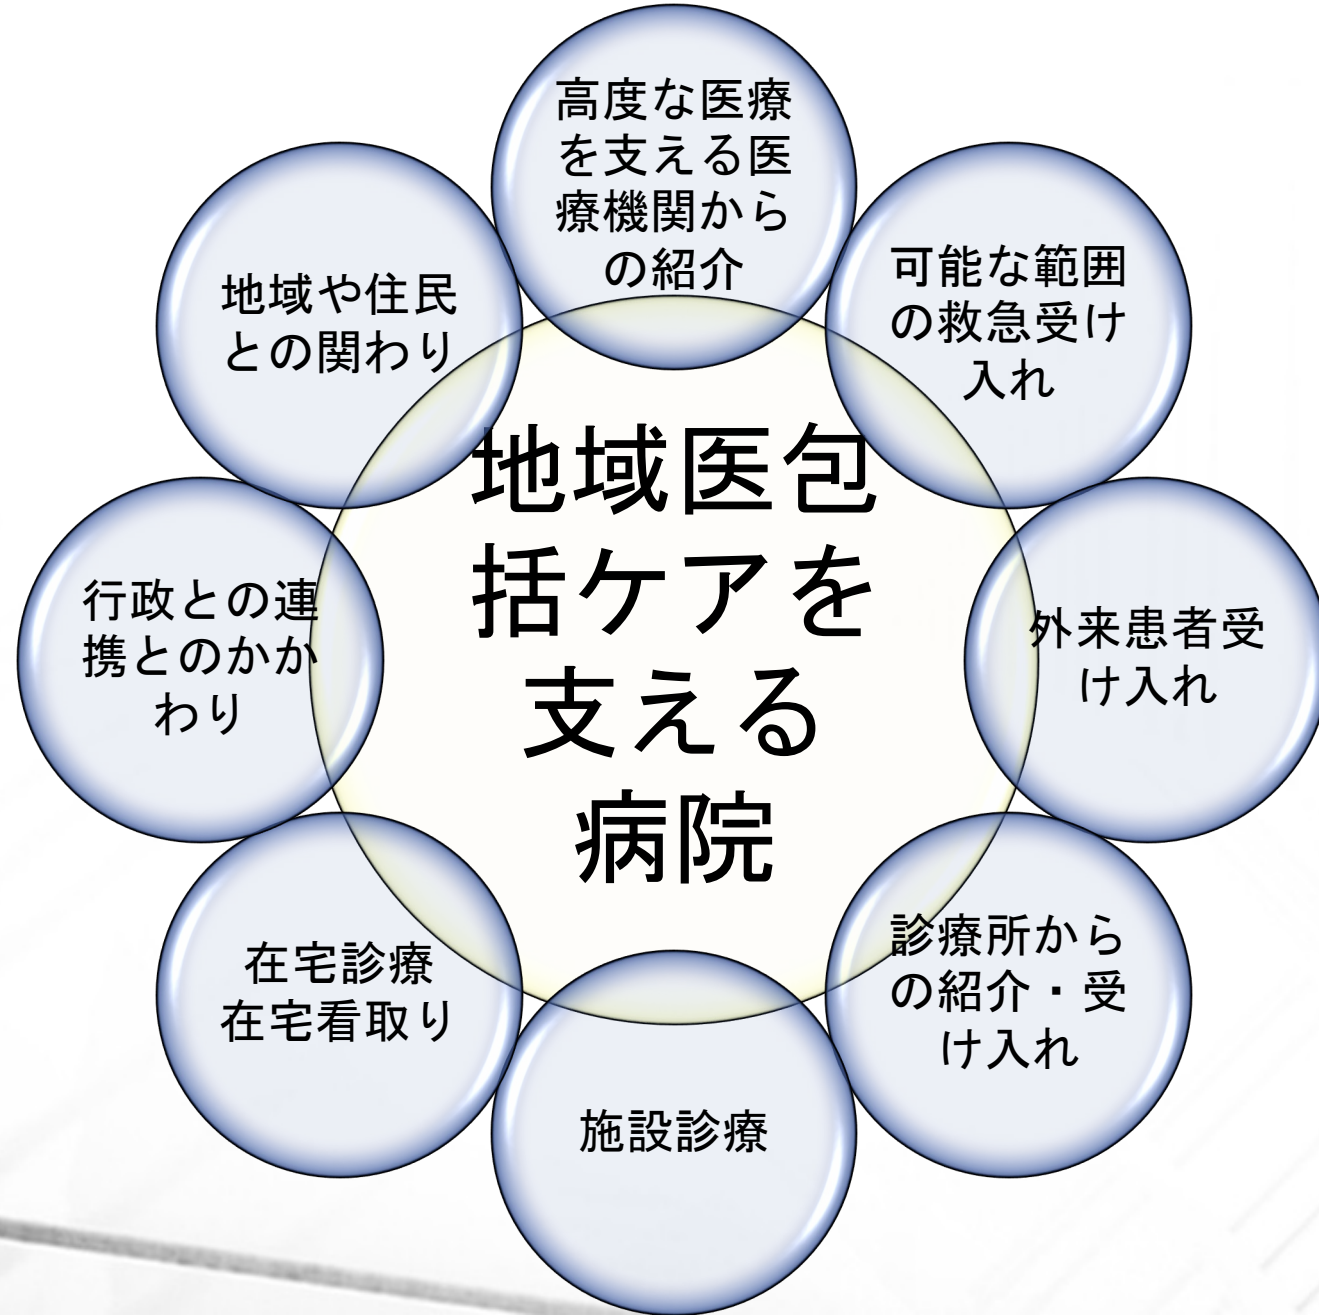 高度な医療
を支える医
療機関から
の紹介
可能な範囲
の救急受け
入れ
外来患者受
け入れ
診療所から
の紹介・受
け入れ
施設診療
在宅診療
在宅看取り
行政との連
携とのかか
わり
地域や住民
との関わり
地域医包
括ケアを
支える
病院